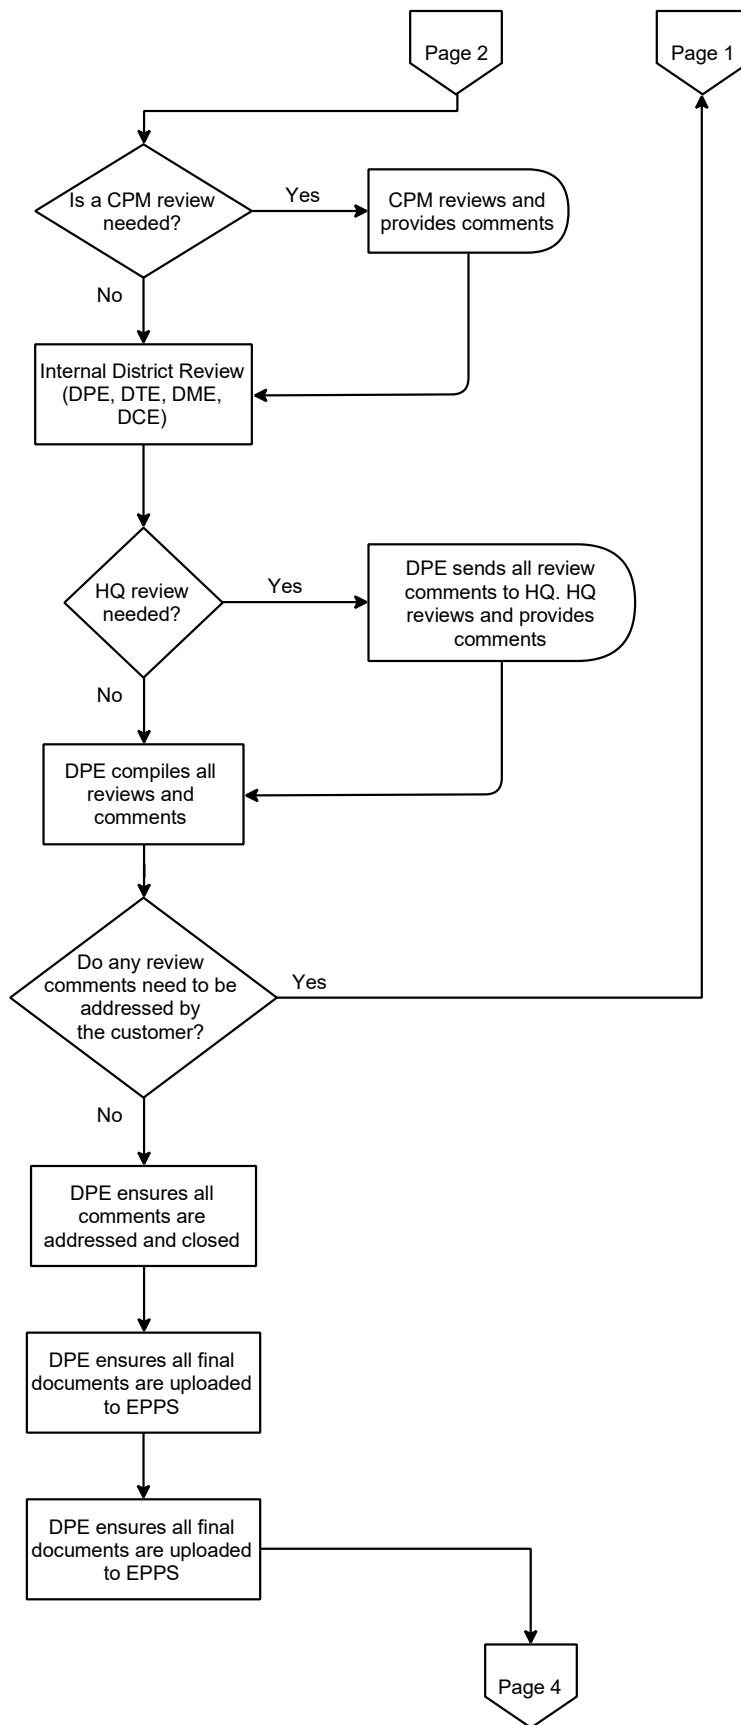 Page 2
Page 1
Is a CPM review
needed?
Yes
CPM reviews and
provides comments
No
Internal District Review
(DPE, DTE, DME,
DCE)
HQ review
needed?
Yes
DPE sends all review
comments to HQ. HQ
reviews and provides
comments
No
DPE compiles all
reviews and
comments
Do any review
comments need to be
addressed by
the customer?
Yes
No
DPE ensures all
comments are
addressed and closed
DPE ensures all final
documents are uploaded
to EPPS
DPE ensures all final
documents are uploaded
to EPPS
Page 4